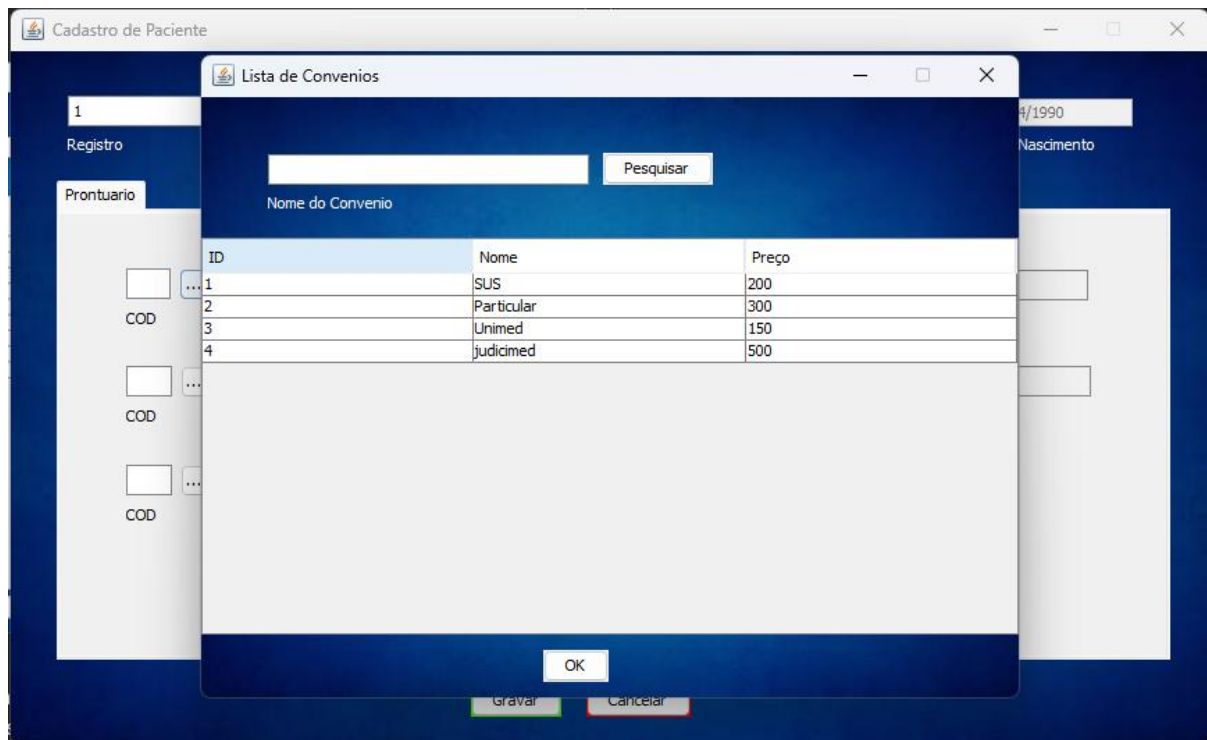 Cadastro de Paciente
Lista de Convenios
1
4/1990
Registro
Nascimento
Pesquisar
Nome do Convenio
Prontuario
ID Nome Preço
... 1 SUS 200
2 Particular 300
COD
3 Unimed 150
4 judicimed 500
...
COD
...
COD
OK
Gravar Cancelar